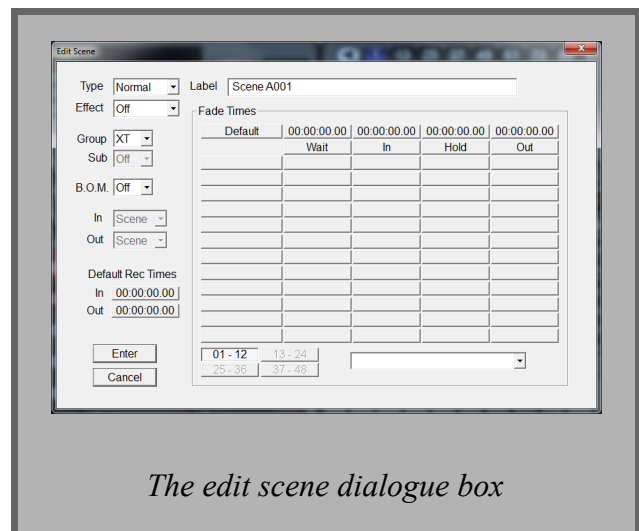 Edit Scene
Type Normal Label Scene A001
Effect Off Fade Times
Default 00:00:00.00 00:00:00.00 00:00:00.00 00:00:00.00
Group XT Wait In Hold Out
Sub Off
B.O.M. Off
In Scene
Out Scene
Default Rec Times
In 00:00:00.00
Out 00:00:00.00
Enter 01 - 12 13 - 24
Cancel 25 - 36 37 - 48
The edit scene dialogue box